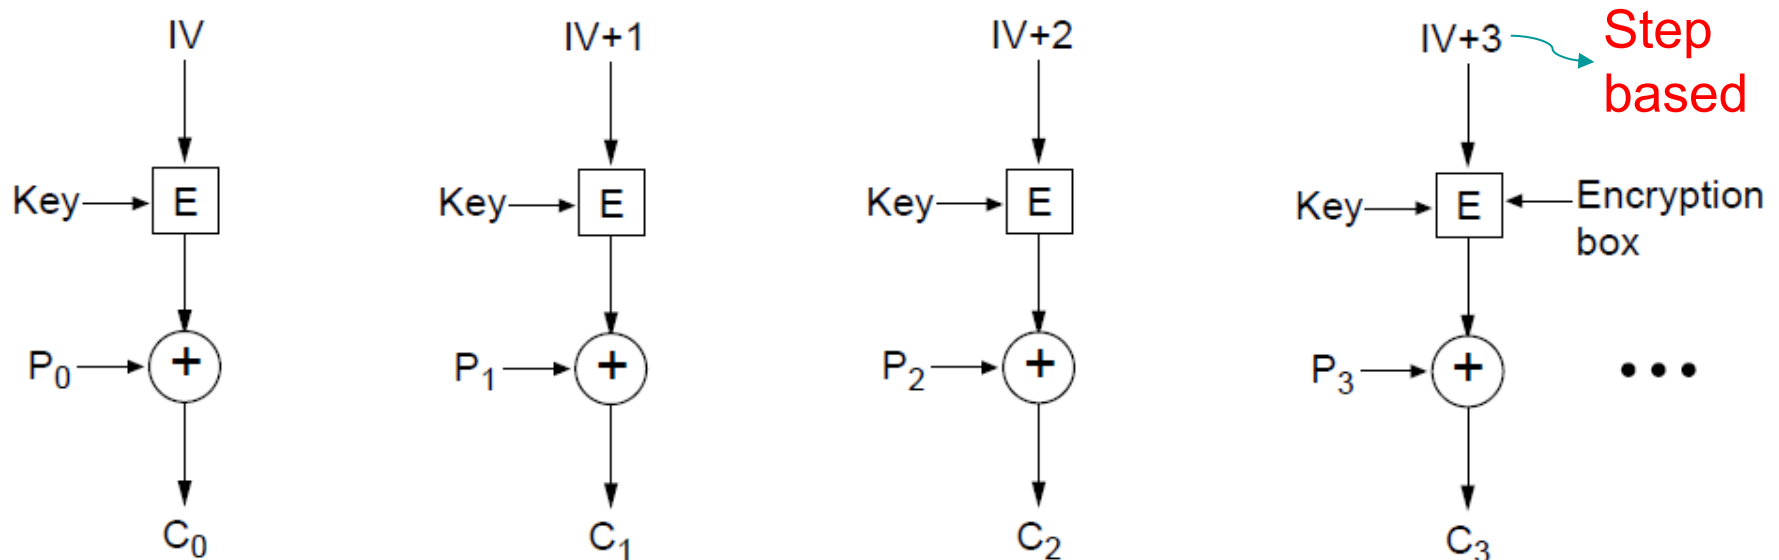 IV
IV+1
IV+2
IV+3
Step
based
Key
E
Key
E
Key
E
Key
E
Encryption
box
P0
+
P1
+
P2
+
P3
+
•••
C0
C1
C2
C3